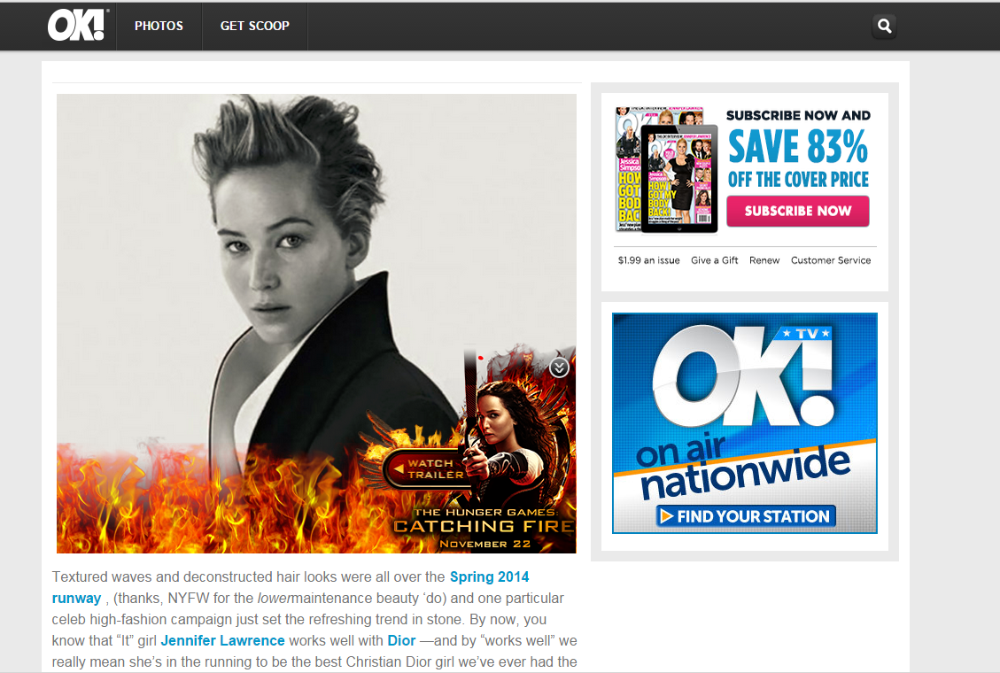 OK!
PHOTOS
GET SCOOP
WATCH
TRAILER
THE HUNGER GAMES:
CATCHING FIRE
NOVEMBER 22
Textured waves and deconstructed hair looks were all over the Spring 2014
runway , (thanks, NYFW for the lowermaintenance beauty ‘do) and one particular
celeb high-fashion campaign just set the refreshing trend in stone. By now, you
know that “It” girl Jennifer Lawrence works well with Dior —and by “works well” we
really mean she’s in the running to be the best Christian Dior girl we’ve ever had the
SUBSCRIBE NOW AND
SAVE 83%
OFF THE COVER PRICE
SUBSCRIBE NOW
OK!
Jessica
Simpson
HOW I
GOT MY
BODY
BACK!
$1.99 an issue Give a Gift Renew Customer Service
OK!
TV
on air
nationwide
FIND YOUR STATION